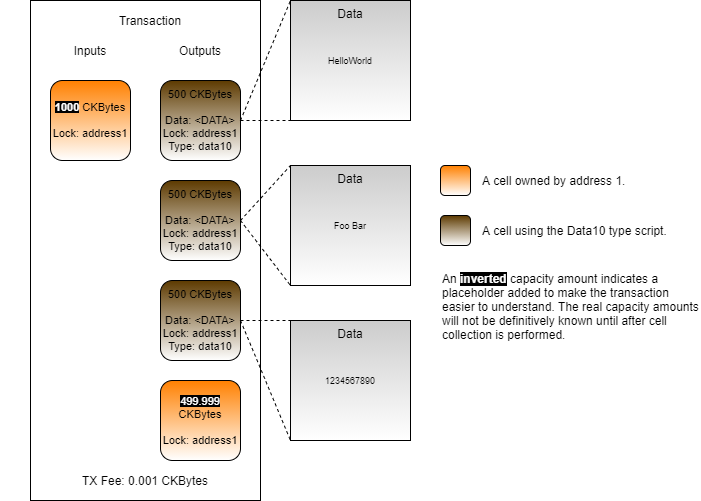 Transaction
Inputs
Outputs
1000 CKBytes
Lock: address1
500 CKBytes
Data: <DATA>
Lock: address1
Type: data10
500 CKBytes
Data: <DATA>
Lock: address1
Type: data10
500 CKBytes
Data: <DATA>
Lock: address1
Type: data10
499.999
CKBytes
Lock: address1
TX Fee: 0.001 CKBytes
Data
HelloWorld
Data
Foo Bar
Data
1234567890
A cell owned by address 1.
A cell using the Data10 type script.
An inverted capacity amount indicates a
placeholder added to make the transaction
easier to understand. The real capacity amounts
will not be definitively known until after cell
collection is performed.